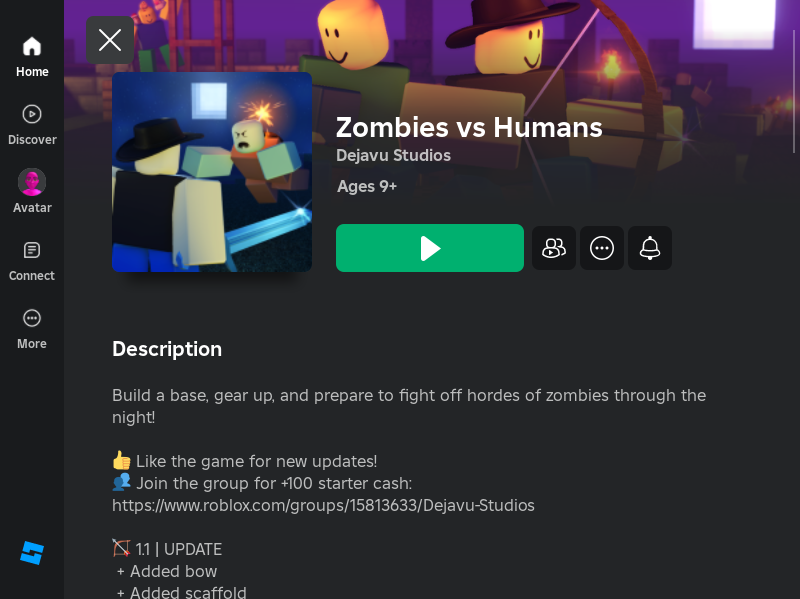 Home
Discover
Avatar
Connect
More
Zombies vs Humans
Dejavu Studios
Ages 9+
Description
Build a base, gear up, and prepare to fight off hordes of zombies through the
night!
👍 Like the game for new updates!
👥 Join the group for +100 starter cash:
https://www.roblox.com/groups/15813633/Dejavu-Studios
🏹 1.1 | UPDATE
+ Added bow
+ Added scaffold